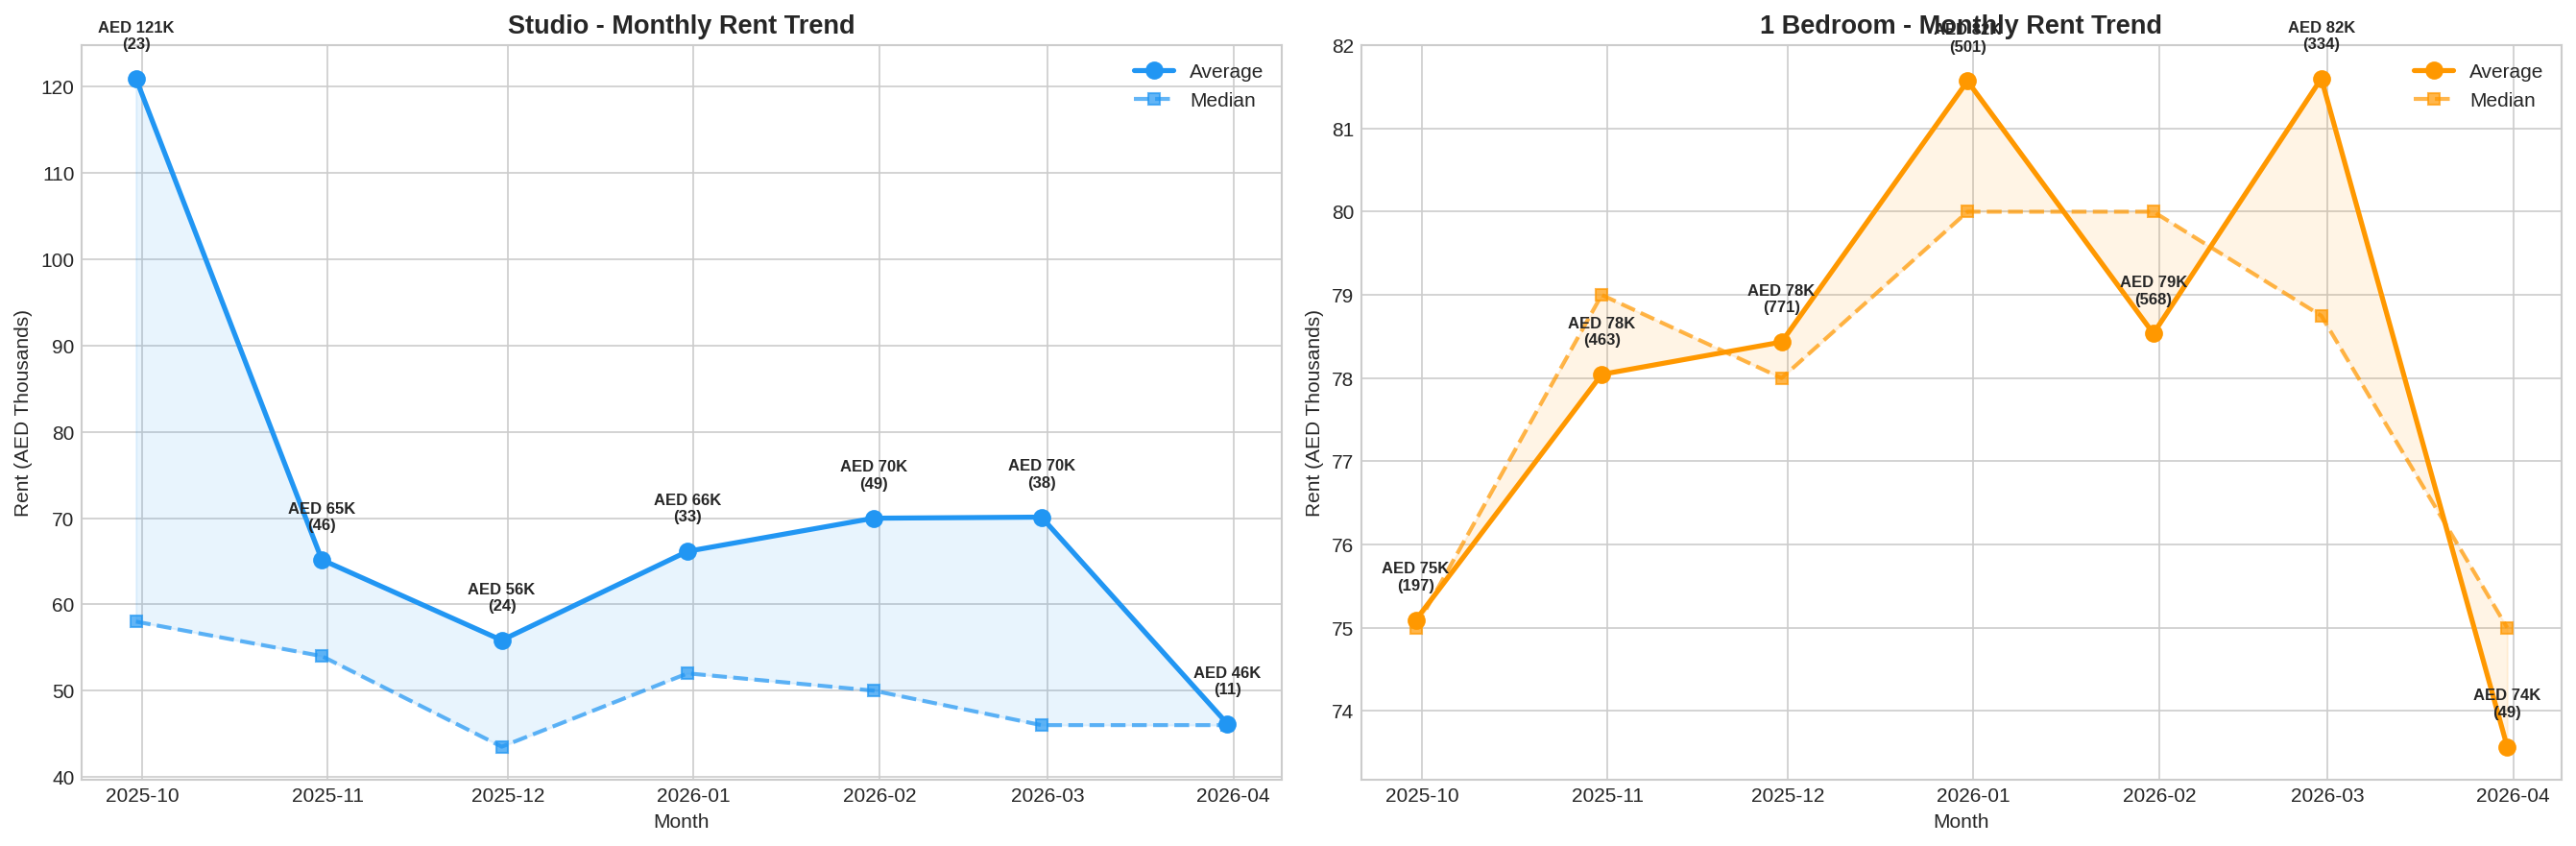 Studio - Monthly Rent Trend
AED 121K
(23)
Average
Median
120
110
100
90
80
70
60
50
40
Rent (AED Thousands)
AED 65K
(46)
AED 56K
(24)
AED 66K
(33)
AED 70K
(49)
AED 70K
(38)
AED 46K
(11)
2025-10
2025-11
2025-12
2026-01
2026-02
2026-03
2026-04
Month
1 Bedroom - Monthly Rent Trend
AED 82K
(501)
AED 82K
(334)
Average
Median
82
81
80
79
78
77
76
75
74
Rent (AED Thousands)
AED 75K
(197)
AED 78K
(463)
AED 78K
(771)
AED 79K
(568)
AED 74K
(49)
2025-10
2025-11
2025-12
2026-01
2026-02
2026-03
2026-04
Month